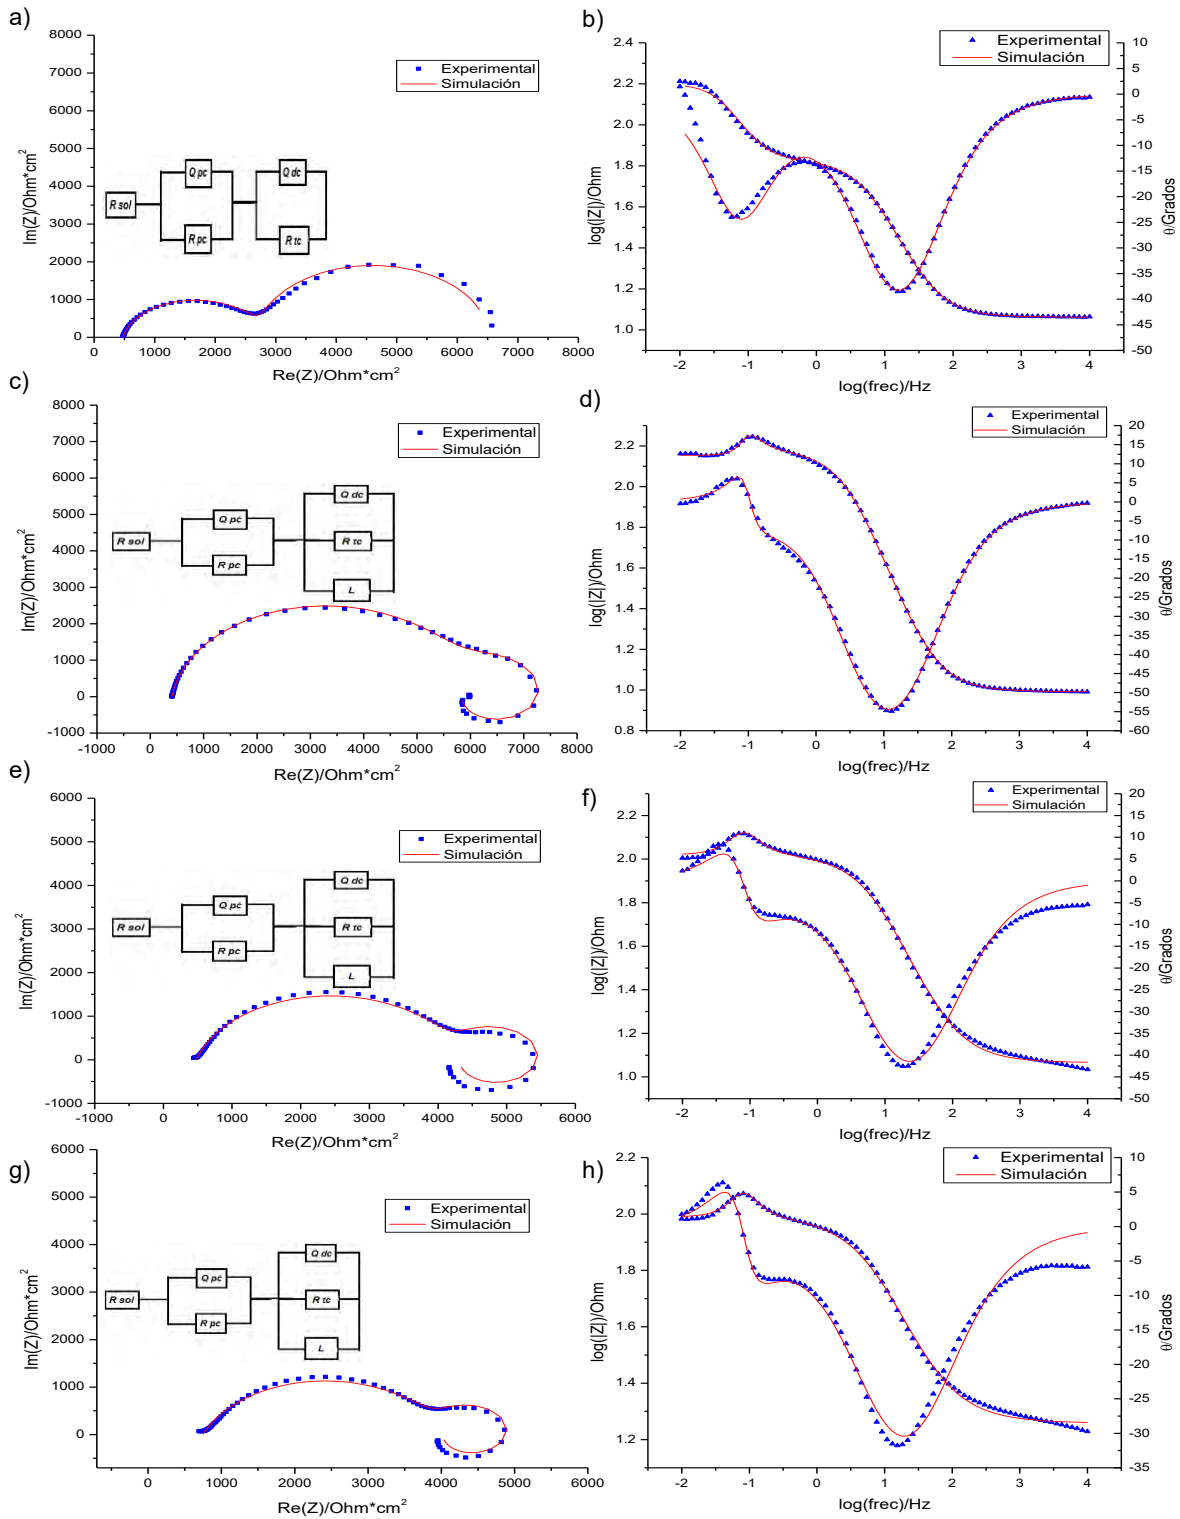 a)
8000
7000
6000
5000
4000
3000
2000
1000
0
Im(Z)/Ohm*cm²
Experimental
Simulación
R sol
Q pc
R pc
Q dc
R tc
0 1000 2000 3000 4000 5000 6000 7000 8000
Re(Z)/Ohm*cm²
b)
2.4
2.2
2.0
1.8
1.6
1.4
1.2
1.0
log(|Z|)/Ohm
Experimental
Simulación
10
5
0
-5
-10
-15
-20
-25
-30
-35
-40
-45
-50
θ/Grados
-2 -1 0 1 2 3 4
log(frec)/Hz
c)
8000
7000
6000
5000
4000
3000
2000
1000
0
-1000
Im(Z)/Ohm*cm²
Experimental
Simulación
R sol
Q pc
R pc
Q dc
R tc
L
-1000 0 1000 2000 3000 4000 5000 6000 7000 8000
Re(Z)/Ohm*cm²
d)
2.2
2.0
1.8
1.6
1.4
1.2
1.0
0.8
log(|Z|)/Ohm
Experimental
Simulación
20
15
10
5
0
-5
-10
-15
-20
-25
-30
-35
-40
-45
-50
-55
-60
θ/Grados
-2 -1 0 1 2 3 4
log(frec)/Hz
e)
6000
5000
4000
3000
2000
1000
0
-1000
Im(Z)/Ohm*cm²
Experimental
Simulación
R sol
Q pc
R pc
Q dc
R tc
L
-1000 0 1000 2000 3000 4000 5000 6000
Re(Z)/Ohm*cm²
f)
2.2
2.0
1.8
1.6
1.4
1.2
1.0
log(|Z|)/Ohm
Experimental
Simulación
20
15
10
5
0
-5
-10
-15
-20
-25
-30
-35
-40
-45
-50
θ/Grados
-2 -1 0 1 2 3 4
log(frec)/Hz
g)
6000
5000
4000
3000
2000
1000
0
Im(Z)/Ohm*cm²
Experimental
Simulación
R sol
Q pc
R pc
Q dc
R tc
L
0 1000 2000 3000 4000 5000 6000
Re(Z)/Ohm*cm²
h)
2.2
2.0
1.8
1.6
1.4
1.2
log(|Z|)/Ohm
Experimental
Simulación
10
5
0
-5
-10
-15
-20
-25
-30
-35
θ/Grados
-2 -1 0 1 2 3 4
log(frec)/Hz